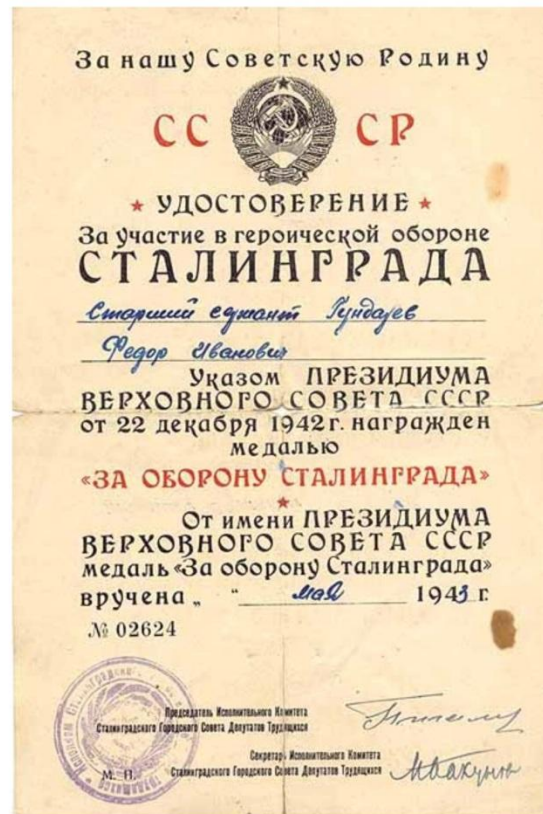 За нашу Советскую Родину
СС СР
УДОСТОВЕРЕНИЕ
За участие в героической обороне
СТАЛИНГРАДА
Старший сержант Гундаев
Федор Иванович
Указом ПРЕЗИДИУМА
ВЕРХОВНОГО СОВЕТА СССР
от 22 декабря 1942 г. награжден
медалью
«ЗА ОБОРОНУ СТАЛИНГРАДА»
От имени ПРЕЗИДИУМА
ВЕРХОВНОГО СОВЕТА СССР
медаль «За оборону Сталинграда»
вручена „ “ мая 1943 г.
№ 02624
Председатель Исполнительного Комитета
Сталинградского Городского Совета Депутатов Трудящихся
Секретарь Исполнительного Комитета
М. П. Сталинградского Городского Совета Депутатов Трудящихся